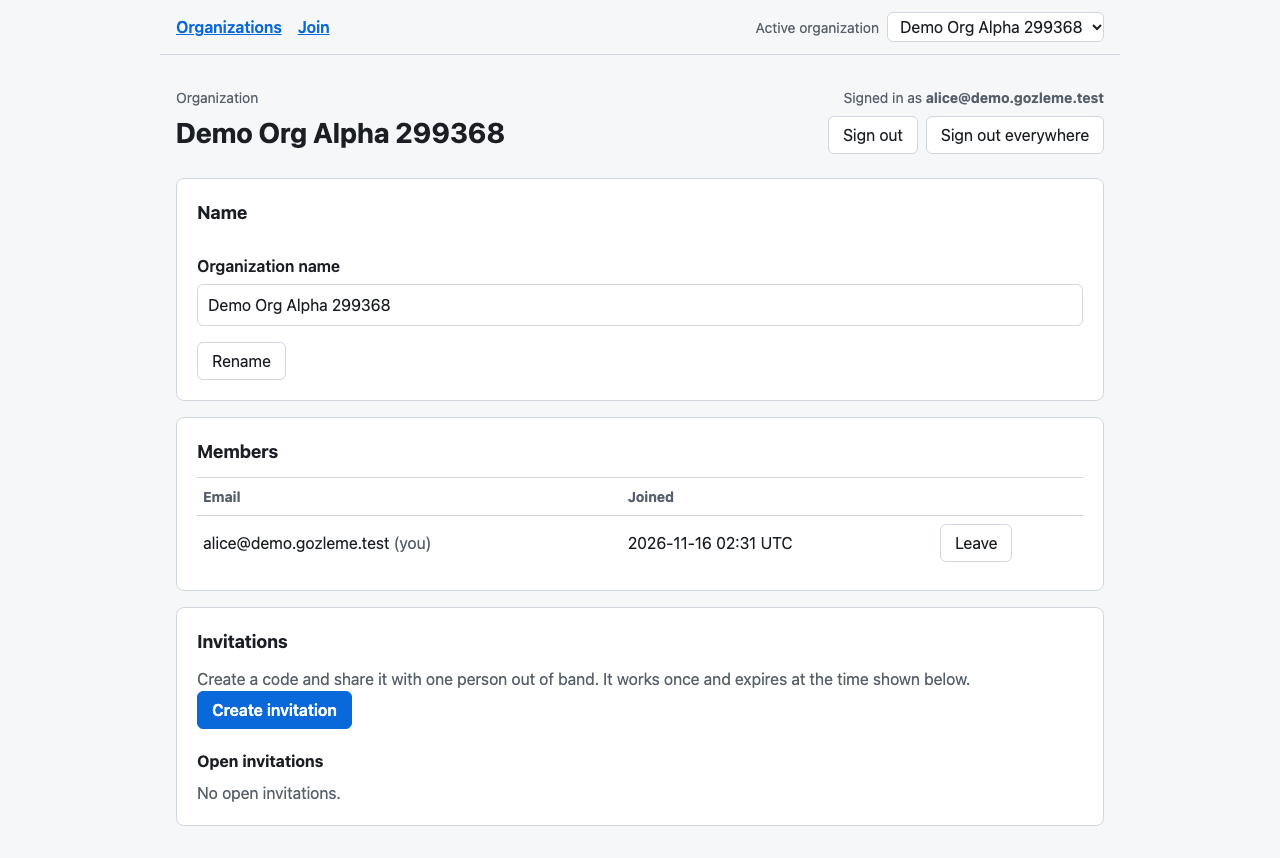 Organizations Join Active organization Demo Org Alpha 299368
Organization Signed in as alice@demo.gozleme.test
Demo Org Alpha 299368 Sign out Sign out everywhere
Name
Organization name
Demo Org Alpha 299368
Rename
Members
Email Joined
alice@demo.gozleme.test (you) 2026-11-16 02:31 UTC Leave
Invitations
Create a code and share it with one person out of band. It works once and expires at the time shown below.
Create invitation
Open invitations
No open invitations.